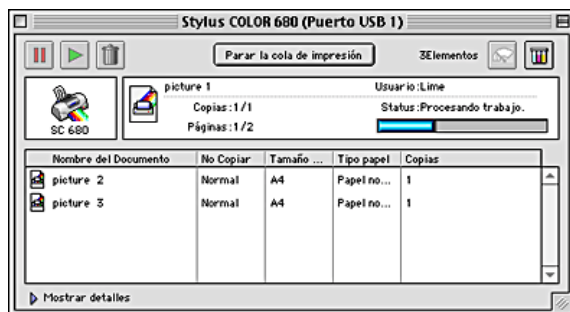 Stylus COLOR 680 (Puerto USB 1)
Parar la cola de impresión
3Elementos
SC 680
picture 1
Usuario:Lime
Copias:1/1
Status:Procesando trabajo.
Páginas:1/2
Nombre del Documento No Copiar Tamaño ... Tipo papel Copias
picture 2 Normal A4 Papel no... 1
picture 3 Normal A4 Papel no... 1
Mostrar detalles